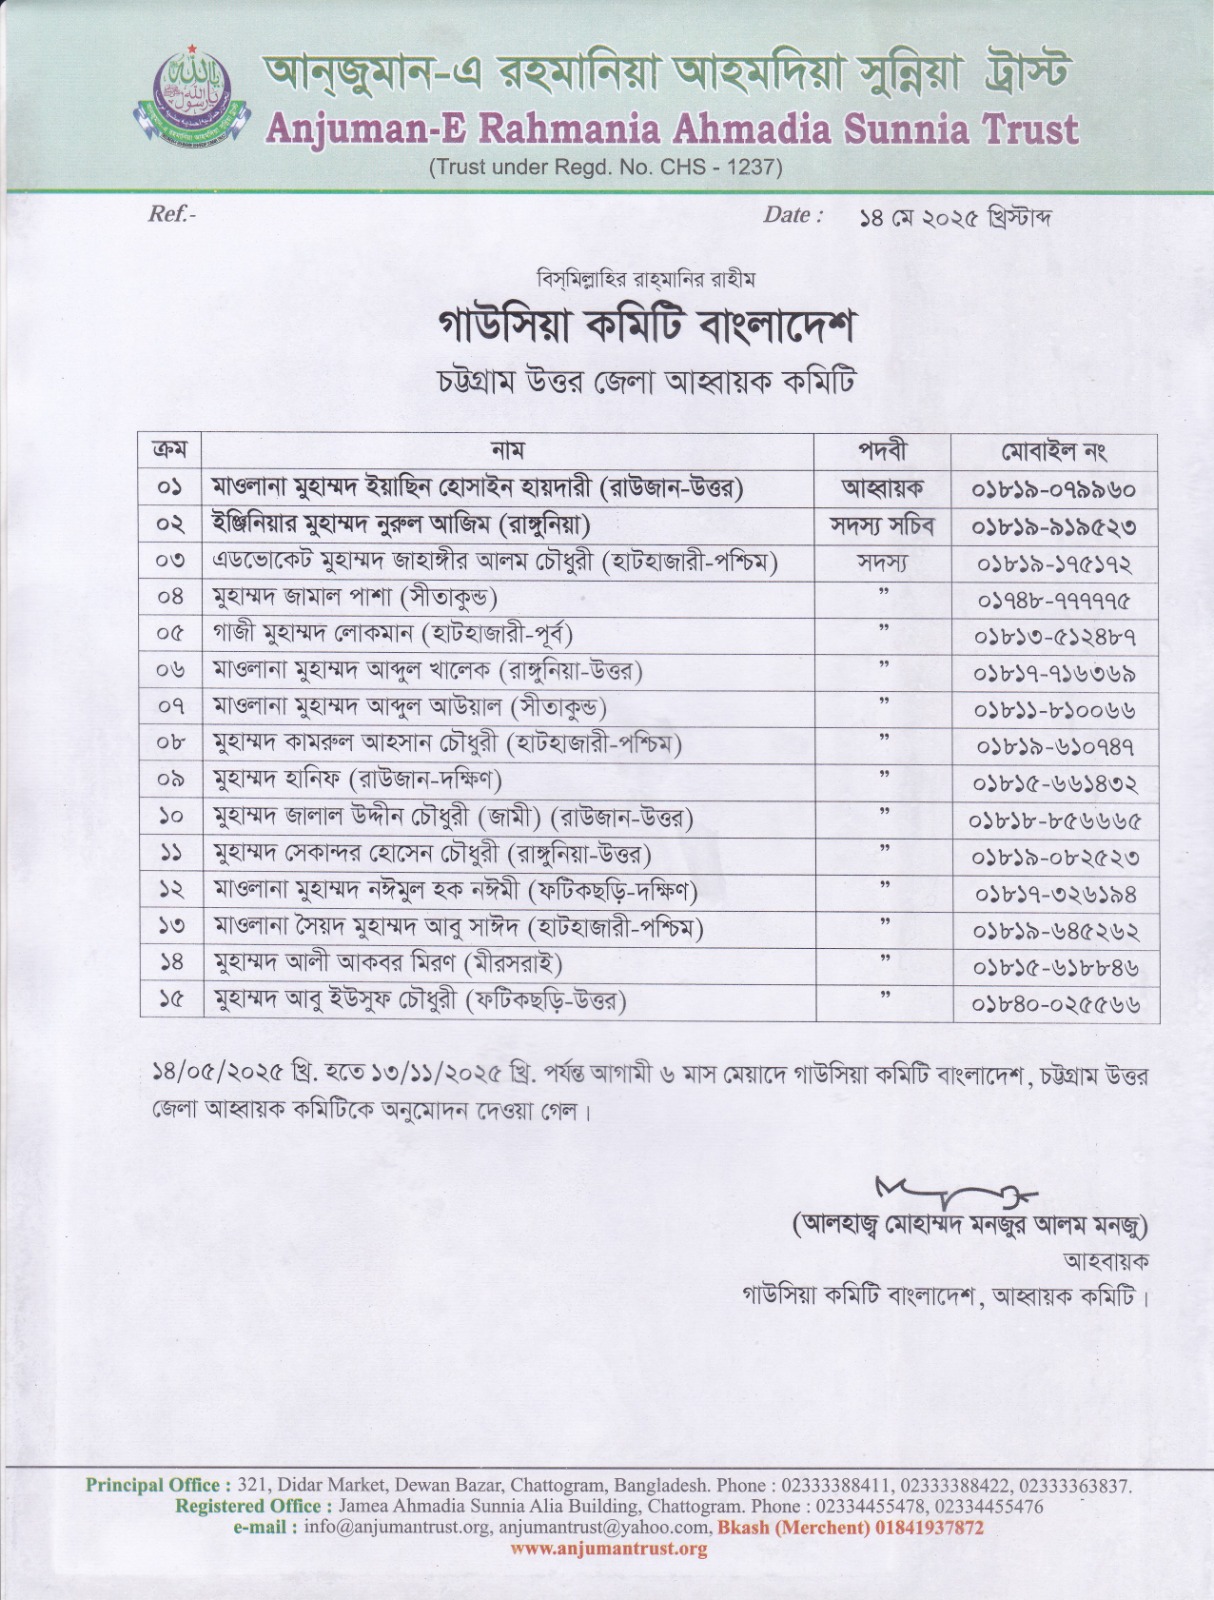 আন্‌জুমান-এ রহমানিয়া আহমদিয়া সুন্নিয়া ট্রাস্ট
Anjuman-E Rahmania Ahmadia Sunnia Trust
(Trust under Regd. No. CHS - 1237)
Ref.- Date : ১৪ মে ২০২৫ খ্রিস্টাব্দ
বিস্‌মিল্লাহির রাহ্‌মানির রাহীম
গাউসিয়া কমিটি বাংলাদেশ
চট্টগ্রাম উত্তর জেলা আহ্বায়ক কমিটি
ক্রম নাম পদবী মোবাইল নং
০১ মাওলানা মুহাম্মদ ইয়াছিন হোসাইন হায়দারী (রাউজান-উত্তর) আহ্বায়ক ০১৮১৯-০৭৯৯৬০
০২ ইঞ্জিনিয়ার মুহাম্মদ নুরুল আজিম (রাঙ্গুনিয়া) সদস্য সচিব ০১৮১৯-৯১৯৫২৩
০৩ এডভোকেট মুহাম্মদ জাহাঙ্গীর আলম চৌধুরী (হাটহাজারী-পশ্চিম) সদস্য ০১৮১৯-১৭৫১৭২
০৪ মুহাম্মদ জামাল পাশা (সীতাকুন্ড) ” ০১৭৪৮-৭৭৭৭৭৫
০৫ গাজী মুহাম্মদ লোকমান (হাটহাজারী-পূর্ব) ” ০১৮১৩-৫১২৪৮৭
০৬ মাওলানা মুহাম্মদ আব্দুল খালেক (রাঙ্গুনিয়া-উত্তর) ” ০১৮১৭-৭১৬৩৬৯
০৭ মাওলানা মুহাম্মদ আব্দুল আউয়াল (সীতাকুন্ড) ” ০১৮১১-৮১০০৬৬
০৮ মুহাম্মদ কামরুল আহসান চৌধুরী (হাটহাজারী-পশ্চিম) ” ০১৮১৯-৬১০৭৪৭
০৯ মুহাম্মদ হানিফ (রাউজান-দক্ষিণ) ” ০১৮১৫-৬৬১৪৩২
১০ মুহাম্মদ জালাল উদ্দীন চৌধুরী (জামী) (রাউজান-উত্তর) ” ০১৮১৮-৮৫৬৬৬৫
১১ মুহাম্মদ সেকান্দর হোসেন চৌধুরী (রাঙ্গুনিয়া-উত্তর) ” ০১৮১৯-০৮২৫২৩
১২ মাওলানা মুহাম্মদ নঈমুল হক নঈমী (ফটিকছড়ি-দক্ষিণ) ” ০১৮১৭-৩২৬১৯৪
১৩ মাওলানা সৈয়দ মুহাম্মদ আবু সাঈদ (হাটহাজারী-পশ্চিম) ” ০১৮১৯-৬৪৫২৬২
১৪ মুহাম্মদ আলী আকবর মিরণ (মীরসরাই) ” ০১৮১৫-৬১৮৮৪৬
১৫ মুহাম্মদ আবু ইউসুফ চৌধুরী (ফটিকছড়ি-উত্তর) ” ০১৮৪০-০২৫৫৬৬
১৪/০৫/২০২৫ খ্রি. হতে ১৩/১১/২০২৫ খ্রি. পর্যন্ত আগামী ৬ মাস মেয়াদে গাউসিয়া কমিটি বাংলাদেশ, চট্টগ্রাম উত্তর
জেলা আহ্বায়ক কমিটিকে অনুমোদন দেওয়া গেল।
(আলহাজ্ব মোহাম্মদ মনজুর আলম মনজু)
আহবায়ক
গাউসিয়া কমিটি বাংলাদেশ, আহ্বায়ক কমিটি।
Principal Office : 321, Didar Market, Dewan Bazar, Chattogram, Bangladesh. Phone : 02333388411, 02333388422, 02333363837.
Registered Office : Jamea Ahmadia Sunnia Alia Building, Chattogram. Phone : 02334455478, 02334455476
e-mail : info@anjumantrust.org, anjumantrust@yahoo.com, Bkash (Merchent) 01841937872
www.anjumantrust.org